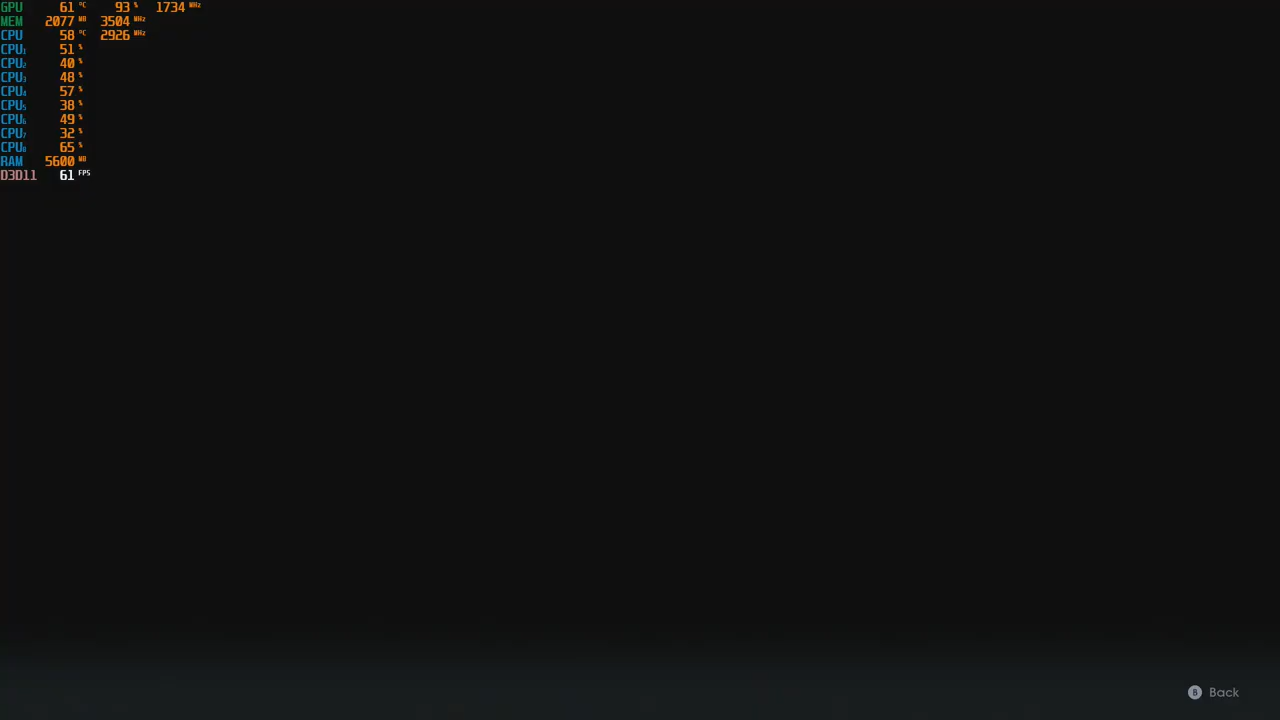 GPU 61 °C 93 % 1734 MHz
MEM 2077 MB 3504 MHz
CPU 58 °C 2926 MHz
CPU1 51 %
CPU2 40 %
CPU3 48 %
CPU4 57 %
CPU5 38 %
CPU6 49 %
CPU7 32 %
CPU8 65 %
RAM 5600 MB
D3D11 61 FPS
B Back